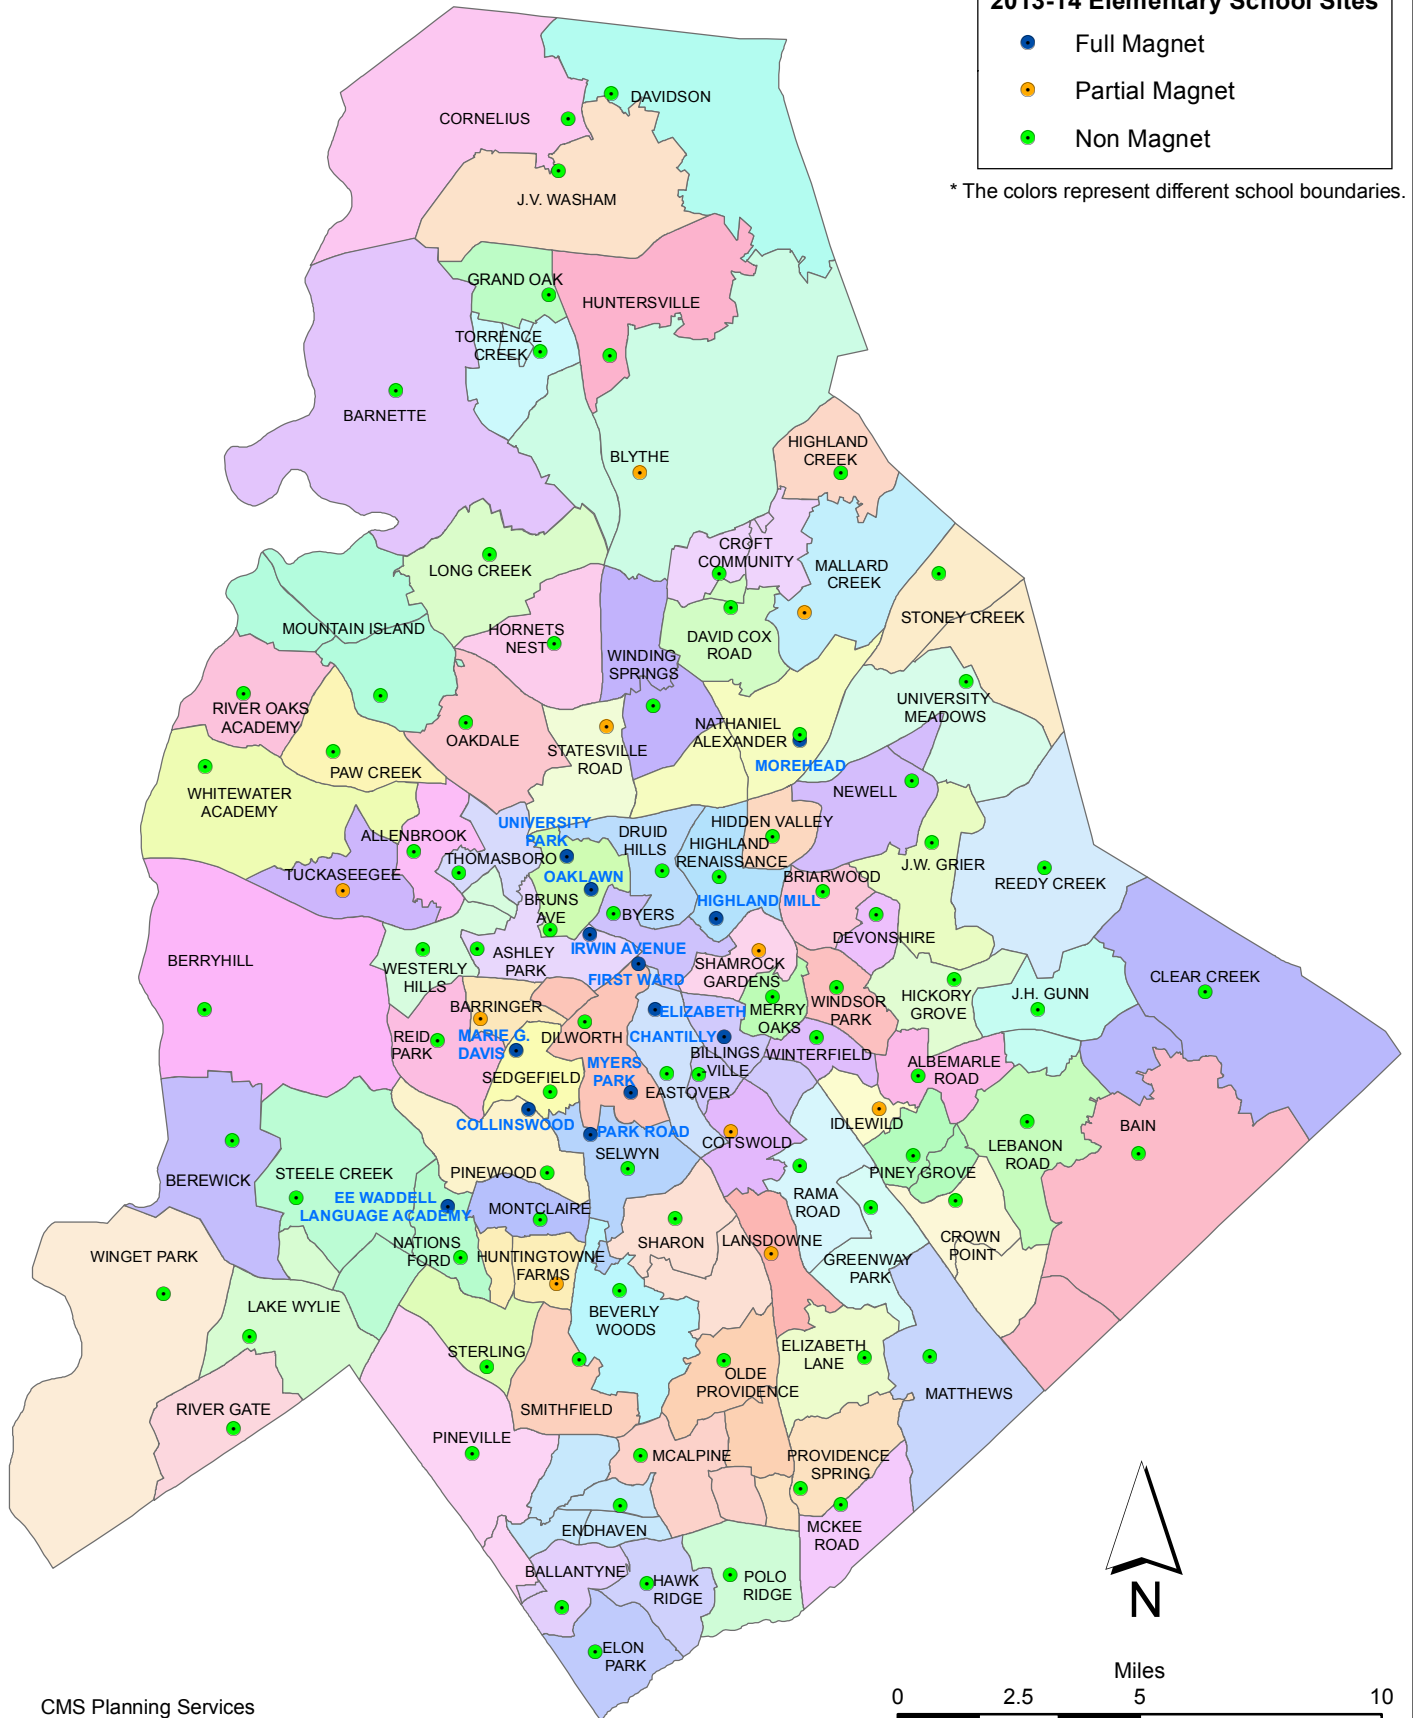 2013-14 Elementary School Sites
Full Magnet
Partial Magnet
Non Magnet
* The colors represent different school boundaries.
DAVIDSON
CORNELIUS
J.V. WASHAM
GRAND OAK
HUNTERSVILLE
TORRENCE
CREEK
BARNETTE
HIGHLAND
CREEK
BLYTHE
CROFT
COMMUNITY
MALLARD
CREEK
LONG CREEK
STONEY CREEK
MOUNTAIN ISLAND
HORNETS
NEST
DAVID COX
ROAD
WINDING
SPRINGS
UNIVERSITY
MEADOWS
RIVER OAKS
ACADEMY
NATHANIEL
ALEXANDER
OAKDALE
STATESVILLE
ROAD
MOREHEAD
PAW CREEK
WHITEWATER
ACADEMY
NEWELL
UNIVERSITY
PARK
DRUID
HILLS
HIDDEN VALLEY
ALLENBROOK
HIGHLAND
RENAISSANCE
THOMASBORO
J.W. GRIER
TUCKASEEGEE
OAKLAWN
BRIARWOOD
REEDY CREEK
BRUNS
AVE
HIGHLAND MILL
BYERS
DEVONSHIRE
IRWIN AVENUE
ASHLEY
PARK
BERRYHILL
WESTERLY
HILLS
SHAMROCK
GARDENS
FIRST WARD
CLEAR CREEK
HICKORY
GROVE
J.H. GUNN
BARRINGER
WINDSOR
PARK
ELIZABETH
MERRY
OAKS
REID
PARK
MARIE G.
DAVIS
DILWORTH
CHANTILLY
BILLINGS
-VILLE
WINTERFIELD
ALBEMARLE
ROAD
MYERS
PARK
SEDGEFIELD
EASTOVER
COLLINSWOOD
PARK ROAD
IDLEWILD
BAIN
COTSWOLD
LEBANON
ROAD
SELWYN
PINEWOOD
PINEY GROVE
STEELE CREEK
BEREWICK
EE WADDELL
LANGUAGE ACADEMY
RAMA
ROAD
MONTCLAIRE
WINGET PARK
NATIONS
FORD
HUNTINGTOWNE
FARMS
SHARON
LANSDOWNE
CROWN
POINT
GREENWAY
PARK
LAKE WYLIE
BEVERLY
WOODS
STERLING
ELIZABETH
LANE
OLDE
PROVIDENCE
MATTHEWS
RIVER GATE
SMITHFIELD
PINEVILLE
MCALPINE
PROVIDENCE
SPRING
ENDHAVEN
MCKEE
ROAD
BALLANTYNE
HAWK
RIDGE
POLO
RIDGE
ELON
PARK
N
Miles
0 2.5 5 10
CMS Planning Services